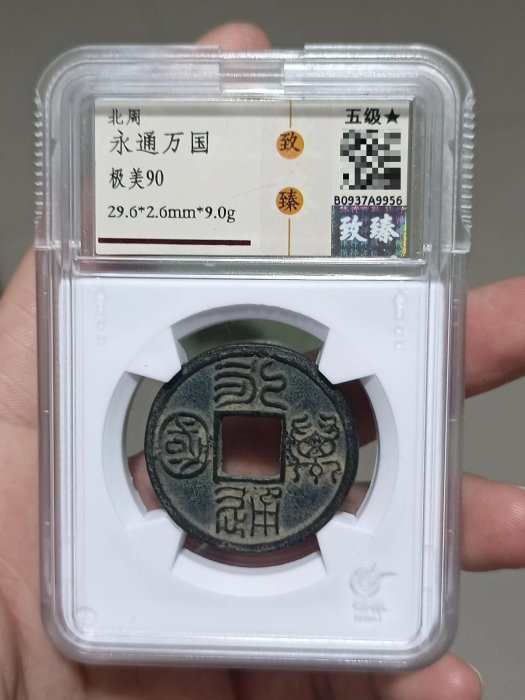 北周
永通万国
极美90
29.6*2.6mm*9.0g
致
臻
五级★
B0937A9956
致臻
永通萬國